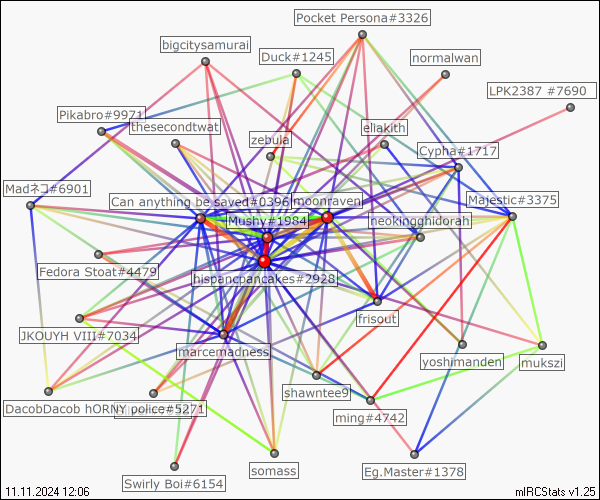 Pocket Persona#3326
bigcitysamurai
Duck#1245
normalwan
LPK2387 #7690
Pikabro#9971
thesecondtwat
eliakith
zebula
Cypha#1717
Madネコ#6901
Can anything be saved#0396
moonraven
Majestic#3375
Mushy#1984
neokingghidorah
Fedora Stoat#4479
hispancpancakes#2928
frisout
JKOUYH VIII#7034
marcemadness
yoshimanden
mukszi
shawntee9
DacobDacob hORNY police#5271
ming#4742
Swirly Boi#6154
somass
Eg.Master#1378
11.11.2024 12:06
mIRCStats v1.25